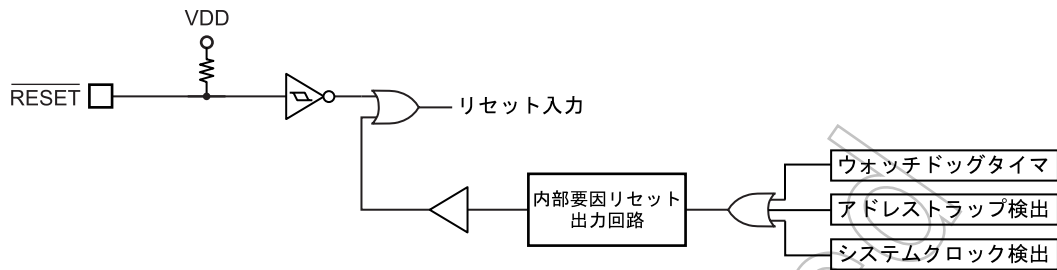 VDD
RESET
リセット入力
ウォッチドッグタイマ
内部要因リセット
出力回路
アドレストラップ検出
システムクロック検出